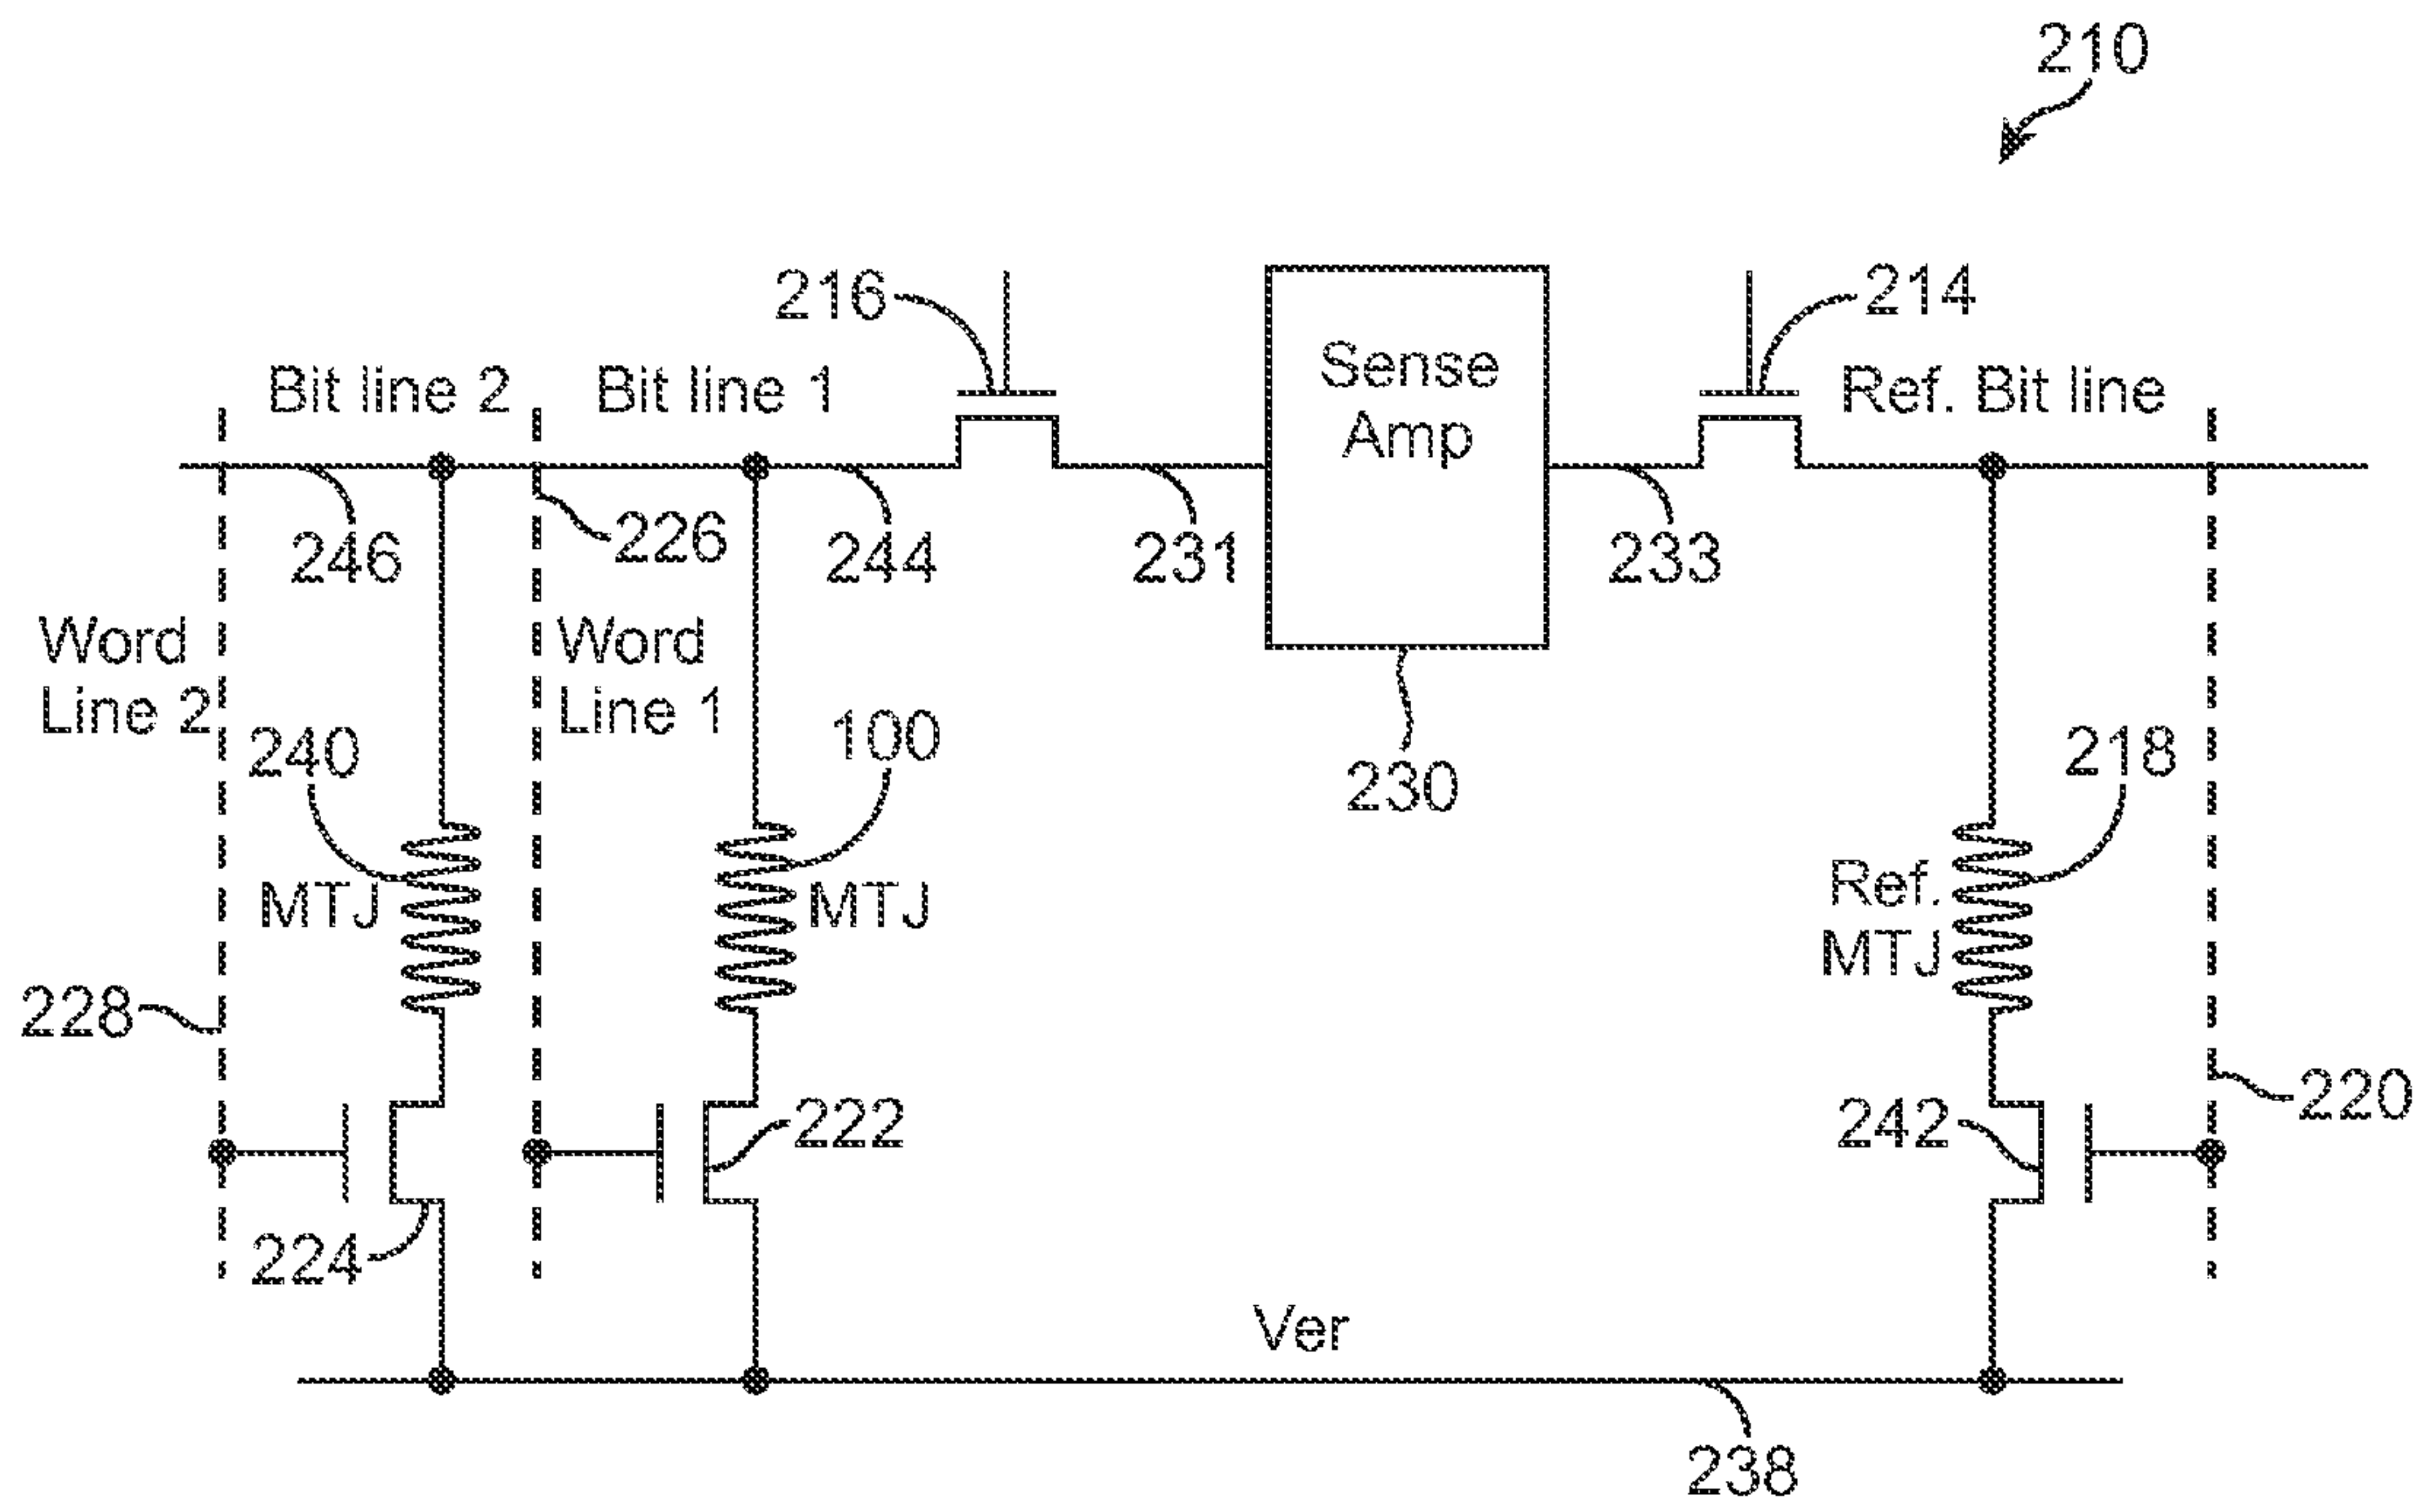 210
216
214
Bit line 2
Bit line 1
Sense
Amp
Ref. Bit line
246
226
244
231
233
Word
Line 2
Word
Line 1
240
100
230
218
MTJ
MTJ
Ref.
MTJ
228
222
242
220
224
Ver
238